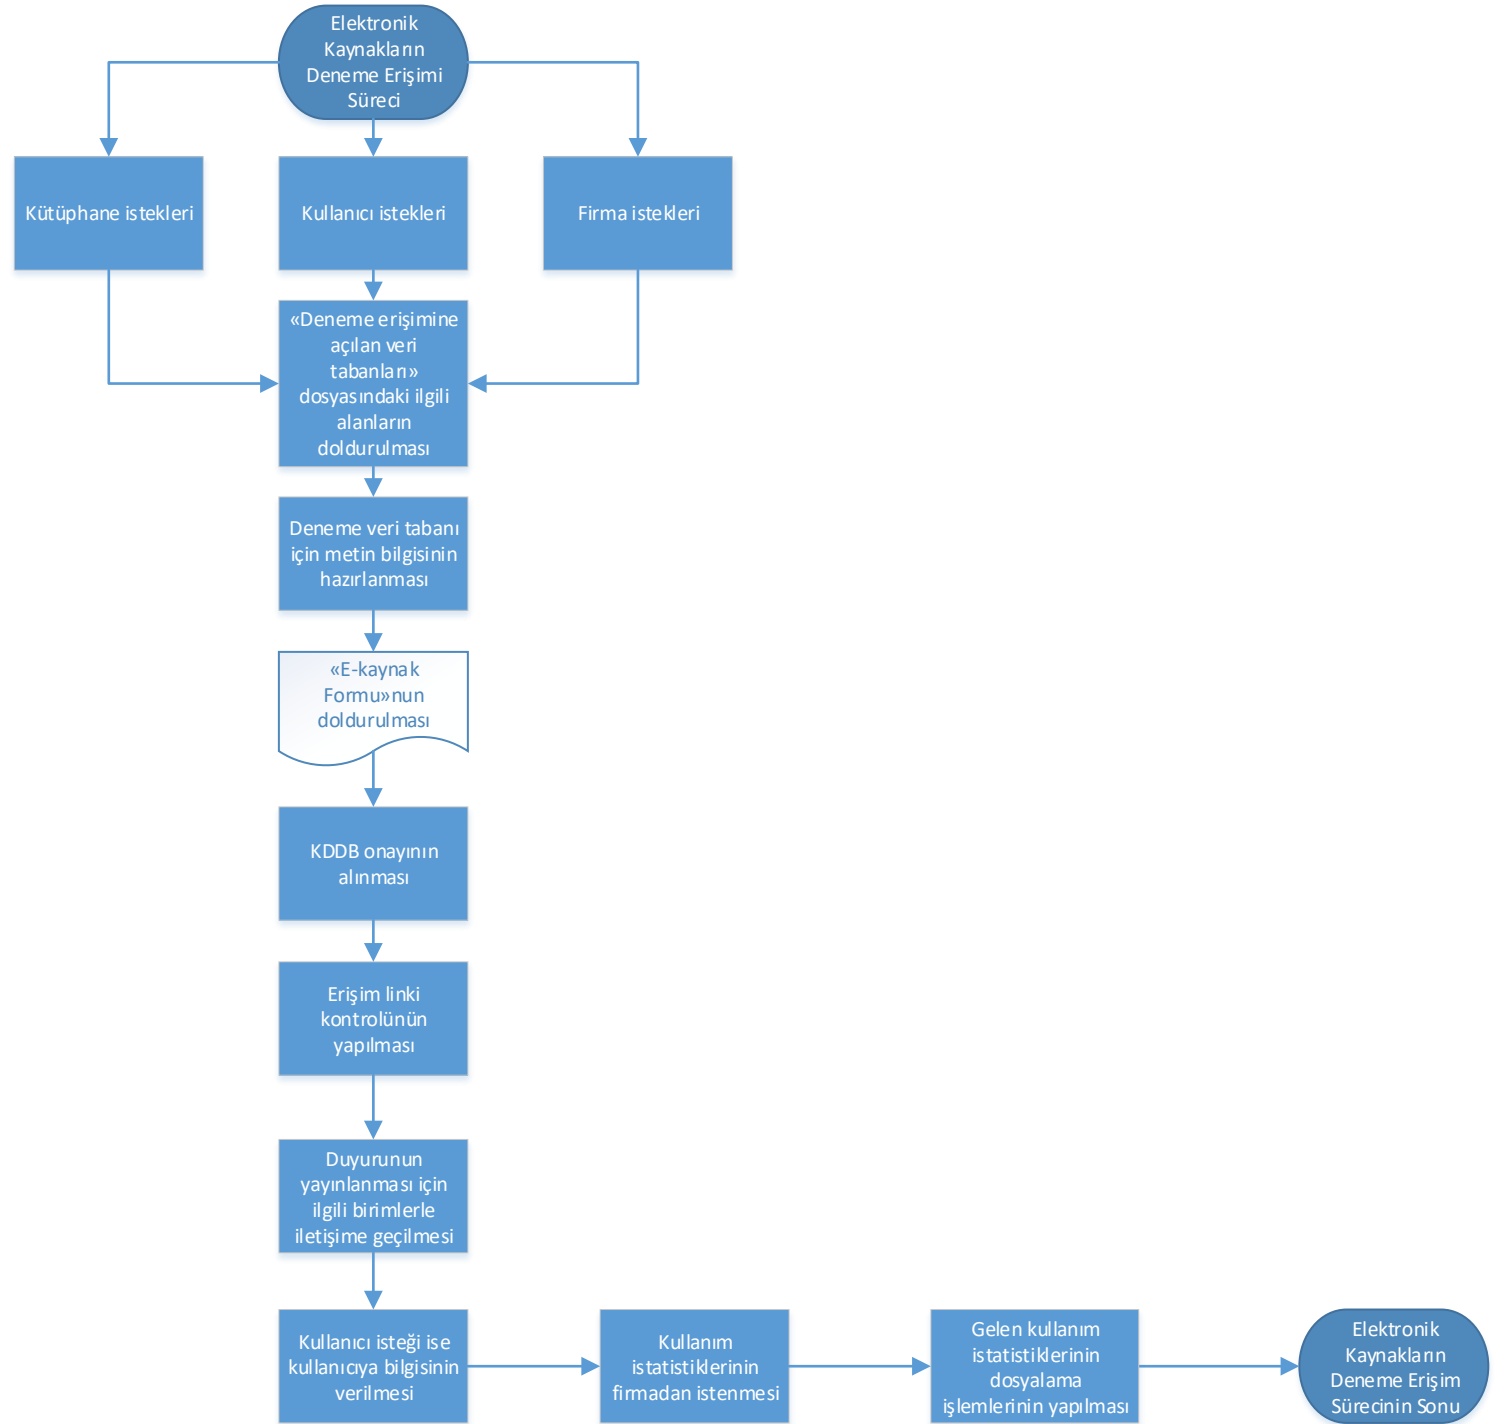 Elektronik
Kaynakların
Deneme Erişimi
Süreci
Kütüphane istekleri
Kullanıcı istekleri
Firma istekleri
«Deneme erişimine
açılan veri
tabanları»
dosyasındaki ilgili
alanların
doldurulması
Deneme veri tabanı
için metin bilgisinin
hazırlanması
«E-kaynak
Formu»nun
doldurulması
KDDB onayının
alınması
Erişim linki
kontrolünün
yapılması
Duyurunun
yayınlanması için
ilgili birimlerle
iletişime geçilmesi
Kullanıcı isteği ise
kullanıcıya bilgisinin
verilmesi
Kullanım
istatistiklerinin
firmadan istenmesi
Gelen kullanım
istatistiklerinin
dosyalama
işlemlerinin yapılması
Elektronik
Kaynakların
Deneme Erişim
Sürecinin Sonu